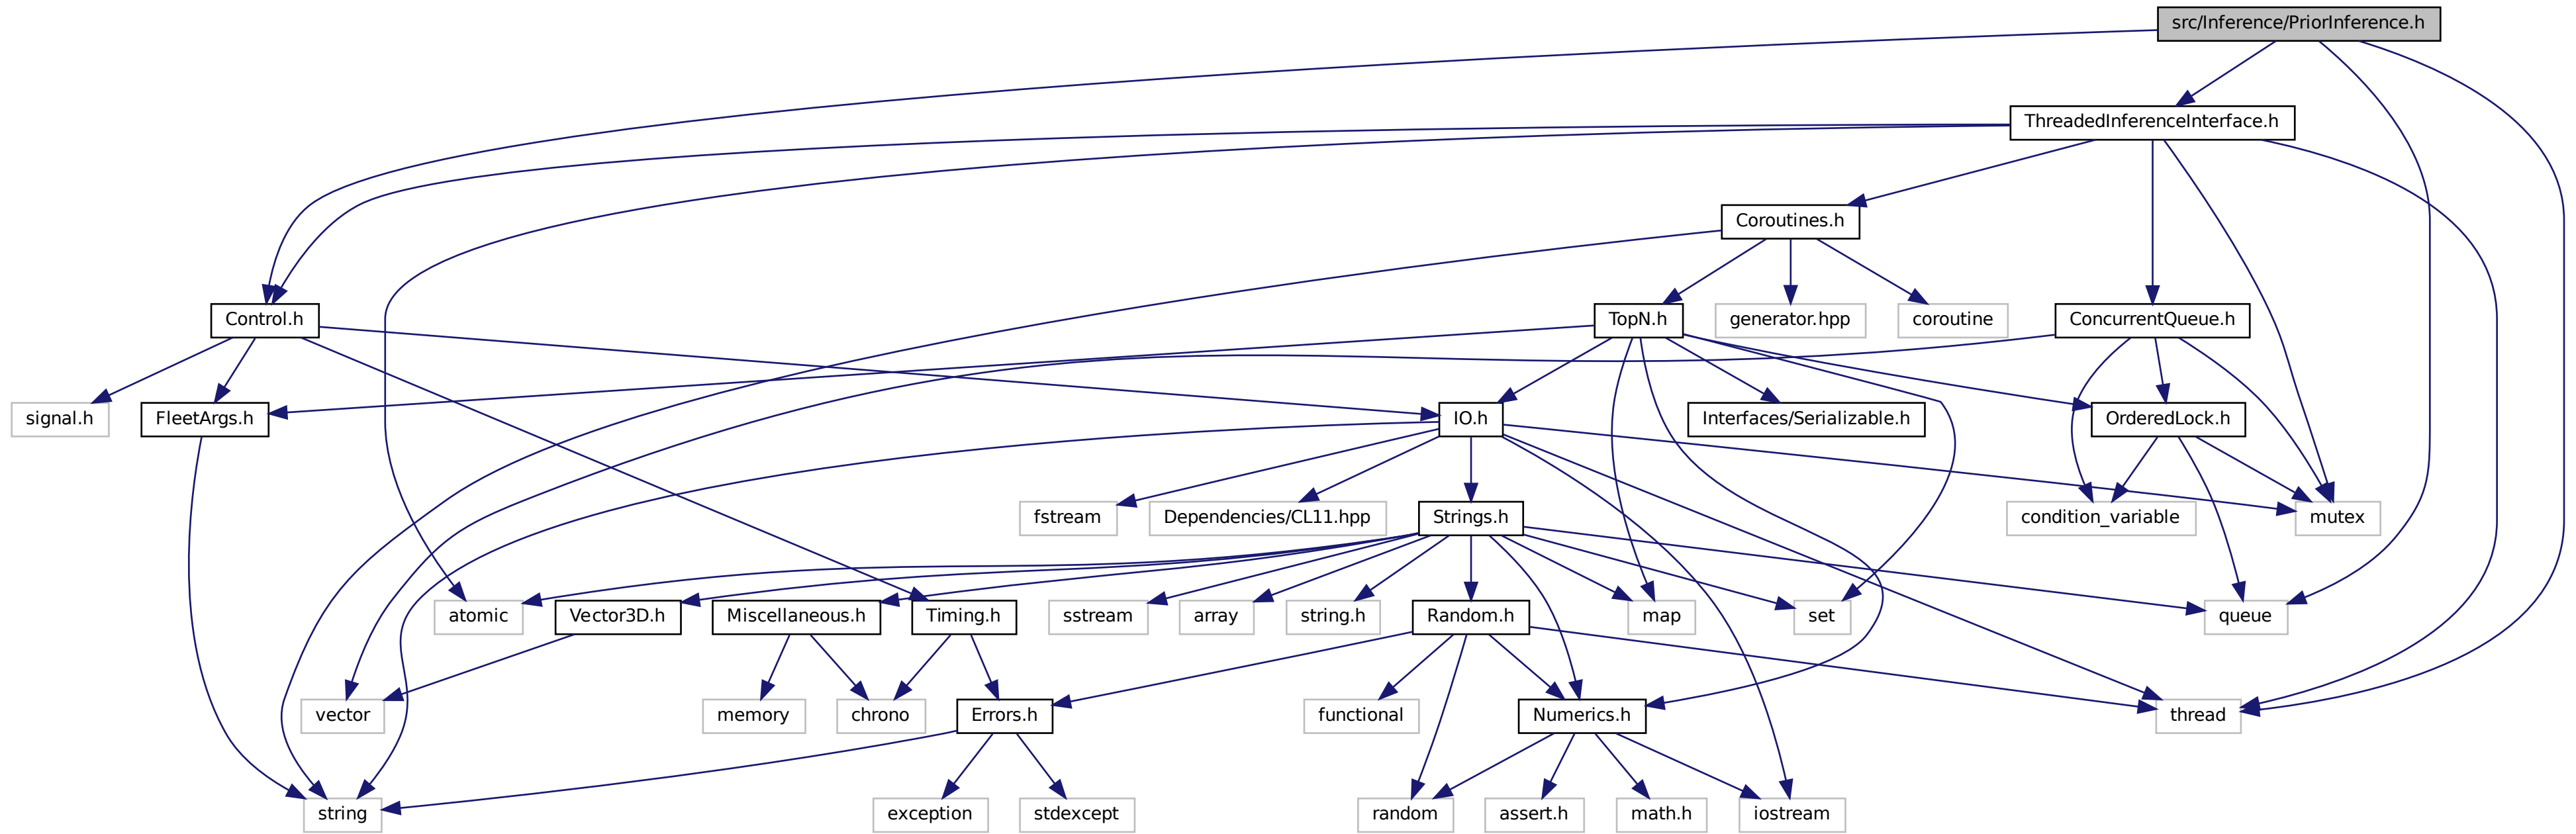 src/Inference/PriorInference.h
ThreadedInferenceInterface.h
Coroutines.h
Control.h
TopN.h
generator.hpp
coroutine
ConcurrentQueue.h
signal.h
FleetArgs.h
IO.h
Interfaces/Serializable.h
OrderedLock.h
fstream
Dependencies/CL11.hpp
Strings.h
condition_variable
mutex
atomic
Vector3D.h
Miscellaneous.h
Timing.h
sstream
array
string.h
Random.h
map
set
queue
vector
memory
chrono
Errors.h
functional
Numerics.h
thread
string
exception
stdexcept
random
assert.h
math.h
iostream